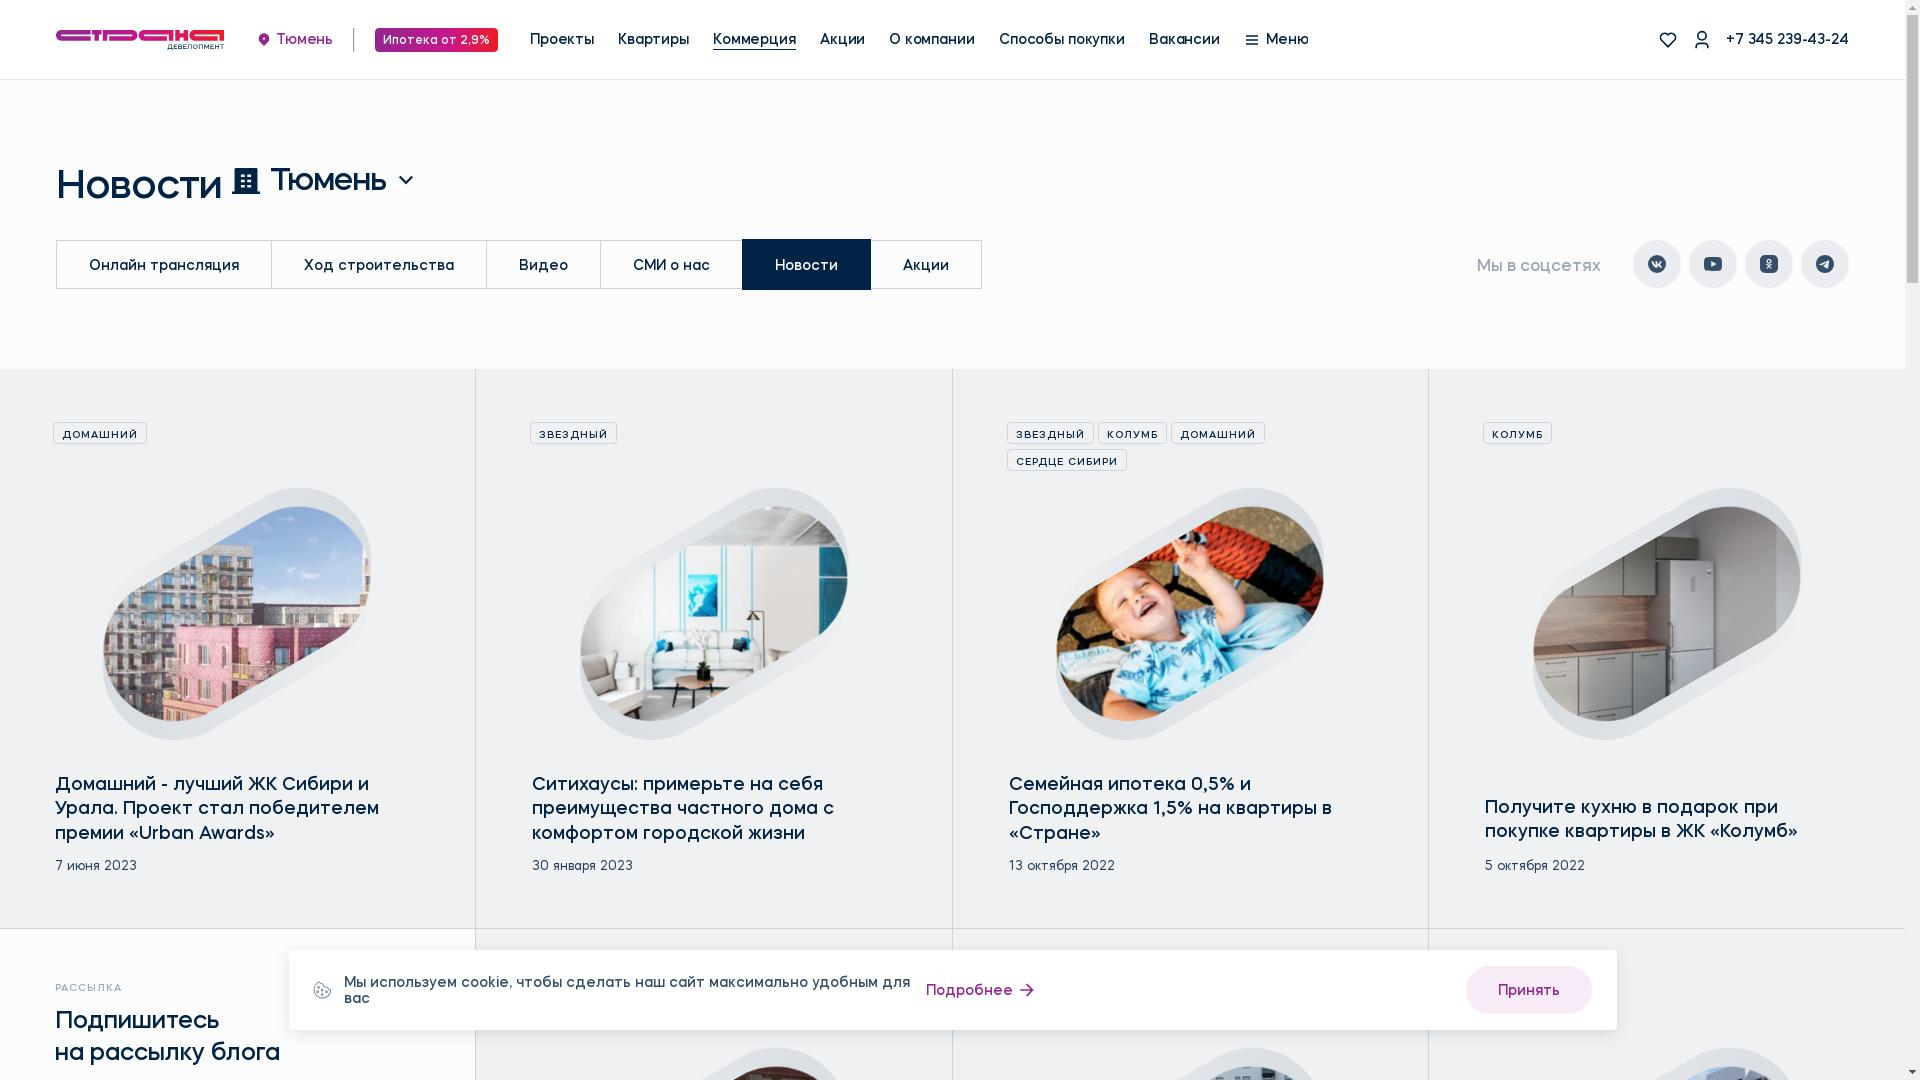 страна
ДЕВЕЛОПМЕНТ
Тюмень
Ипотека от 2,9%
Проекты
Квартиры
Коммерция
Акции
О компании
Способы покупки
Вакансии
Меню
+7 345 239-43-24
Новости
Тюмень
Онлайн трансляция
Ход строительства
Видео
СМИ о нас
Новости
Акции
Мы в соцсетях
ДОМАШНИЙ
Домашний - лучший ЖК Сибири и
Урала. Проект стал победителем
премии «Urban Awards»
7 июня 2023
ЗВЕЗДНЫЙ
Ситихаусы: примерьте на себя
преимущества частного дома с
комфортом городской жизни
30 января 2023
ЗВЕЗДНЫЙ
КОЛУМБ
ДОМАШНИЙ
СЕРДЦЕ СИБИРИ
Семейная ипотека 0,5% и
Господдержка 1,5% на квартиры в
«Стране»
13 октября 2022
КОЛУМБ
Получите кухню в подарок при
покупке квартиры в ЖК «Колумб»
5 октября 2022
РАССЫЛКА
Подпишитесь
на рассылку блога
Мы используем cookie, чтобы сделать наш сайт максимально удобным для
вас
Подробнее
Принять